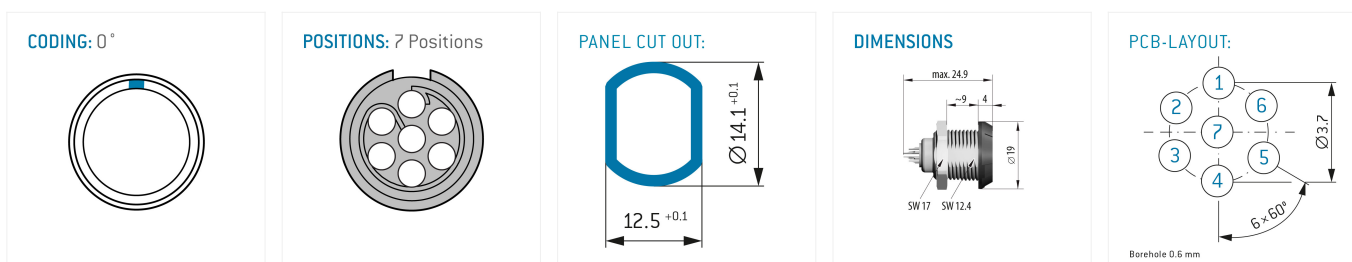 CODING: 0°
POSITIONS: 7 Positions
PANEL CUT OUT:
Ø 14.1 +0.1
12.5 +0.1
DIMENSIONS
max. 24.9
~9
4
Ø 19
SW 17
SW 12.4
PCB-LAYOUT:
1
2
6
7
3
5
4
Ø 3.7
6 × 60°
Borehole 0.6 mm